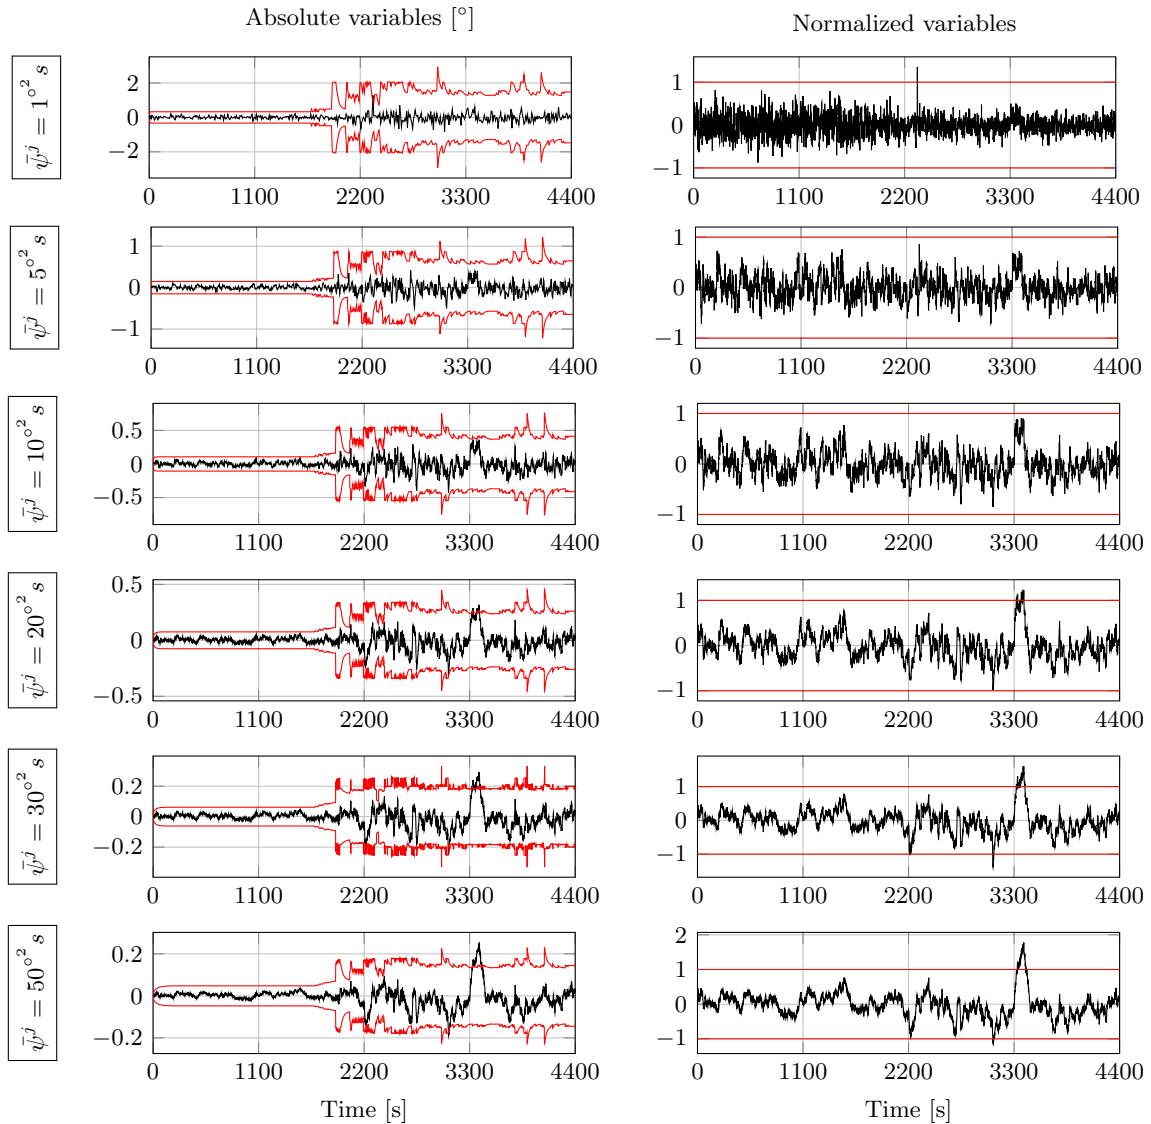 Absolute variables [°]
Normalized variables
ψ̄ʲ = 1°² s
2
0
−2
0 1100 2200 3300 4400
1
0
−1
0 1100 2200 3300 4400
ψ̄ʲ = 5°² s
1
0
−1
0 1100 2200 3300 4400
1
0
−1
0 1100 2200 3300 4400
ψ̄ʲ = 10°² s
0.5
0
−0.5
0 1100 2200 3300 4400
1
0
−1
0 1100 2200 3300 4400
ψ̄ʲ = 20°² s
0.5
0
−0.5
0 1100 2200 3300 4400
1
0
−1
0 1100 2200 3300 4400
ψ̄ʲ = 30°² s
0.2
0
−0.2
0 1100 2200 3300 4400
1
0
−1
0 1100 2200 3300 4400
ψ̄ʲ = 50°² s
0.2
0
−0.2
0 1100 2200 3300 4400
2
1
0
−1
0 1100 2200 3300 4400
Time [s]
Time [s]